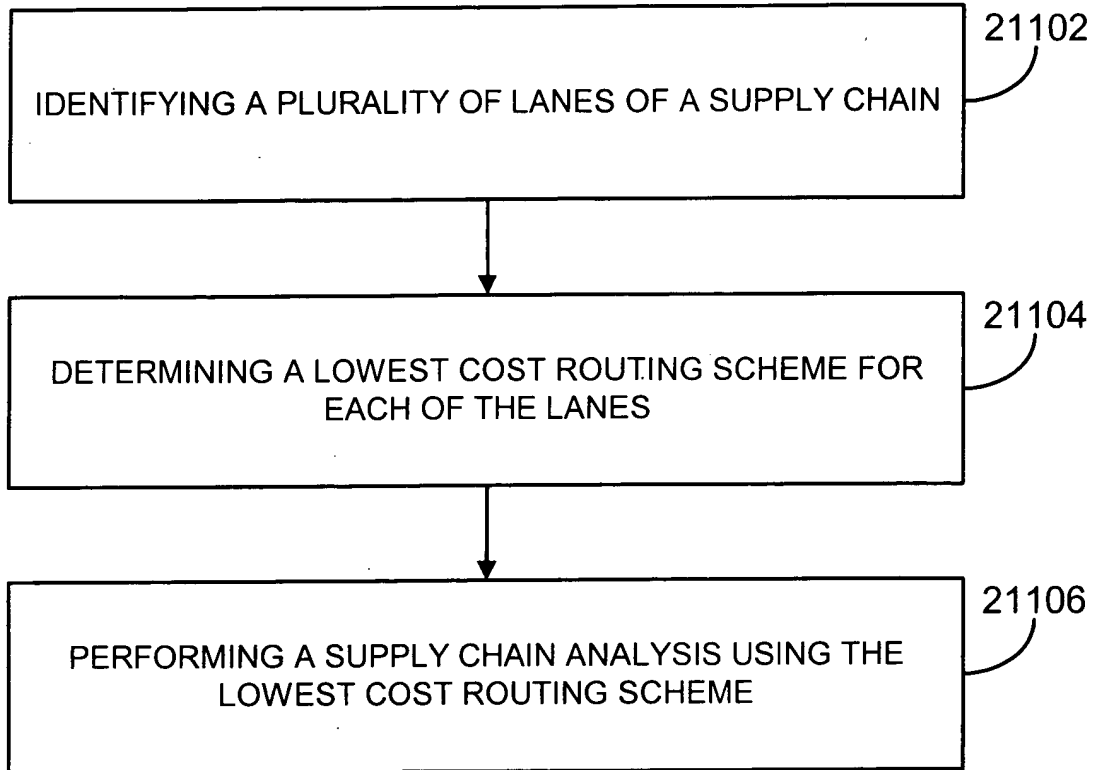 21102
IDENTIFYING A PLURALITY OF LANES OF A SUPPLY CHAIN
21104
DETERMINING A LOWEST COST ROUTING SCHEME FOR
EACH OF THE LANES
21106
PERFORMING A SUPPLY CHAIN ANALYSIS USING THE
LOWEST COST ROUTING SCHEME